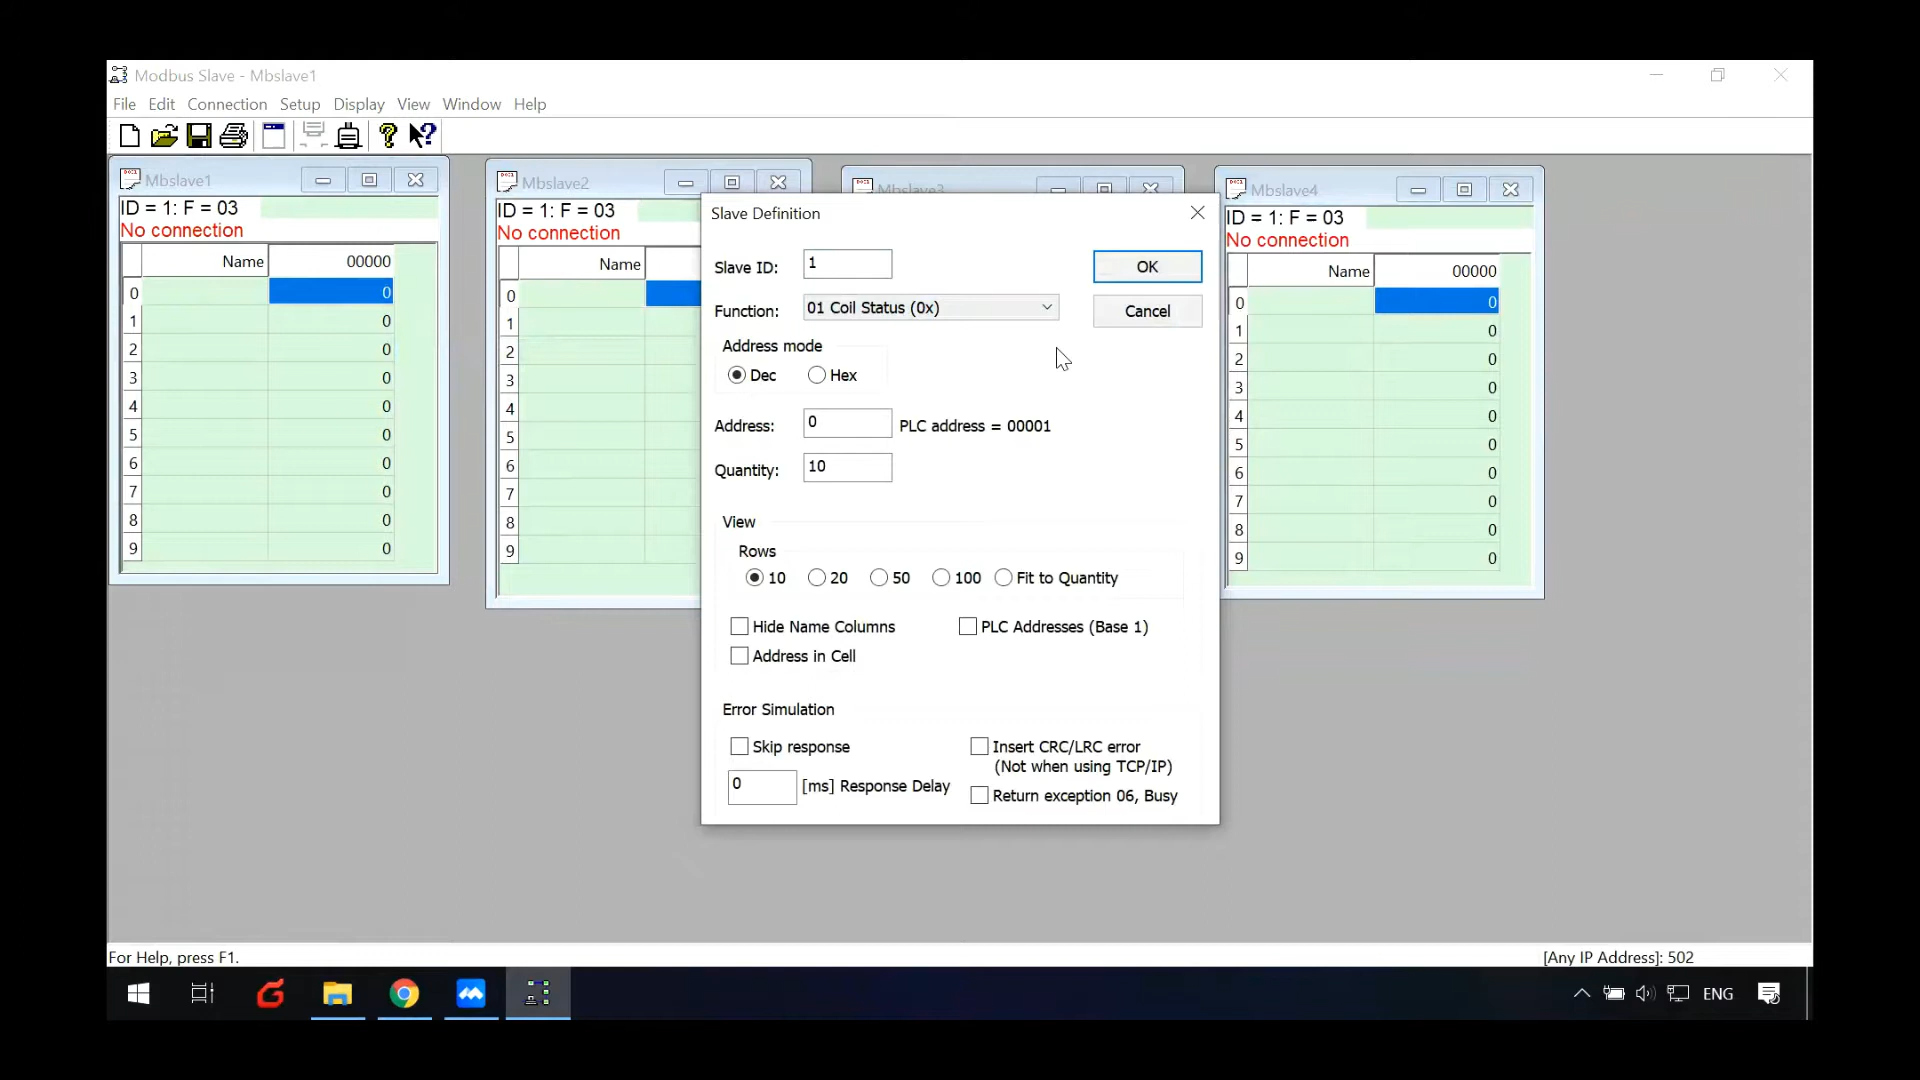 Modbus Slave - Mbslave1
File Edit Connection Setup Display View Window Help
Mbslave1
ID = 1: F = 03
No connection
Name 00000
0 0
1 0
2 0
3 0
4 0
5 0
6 0
7 0
8 0
9 0
Mbslave2
ID = 1: F = 03
No connection
Name
0
1
2
3
4
5
6
7
8
9
Mbslave3
Slave Definition
Slave ID: 1
OK
Function: 01 Coil Status (0x)
Cancel
Address mode
Dec Hex
Address: 0 PLC address = 00001
Quantity: 10
View
Rows
10 20 50 100 Fit to Quantity
Hide Name Columns PLC Addresses (Base 1)
Address in Cell
Error Simulation
Skip response Insert CRC/LRC error
(Not when using TCP/IP)
0 [ms] Response Delay
Return exception 06, Busy
Mbslave4
ID = 1: F = 03
No connection
Name 00000
0 0
1 0
2 0
3 0
4 0
5 0
6 0
7 0
8 0
9 0
For Help, press F1. [Any IP Address]: 502
ENG